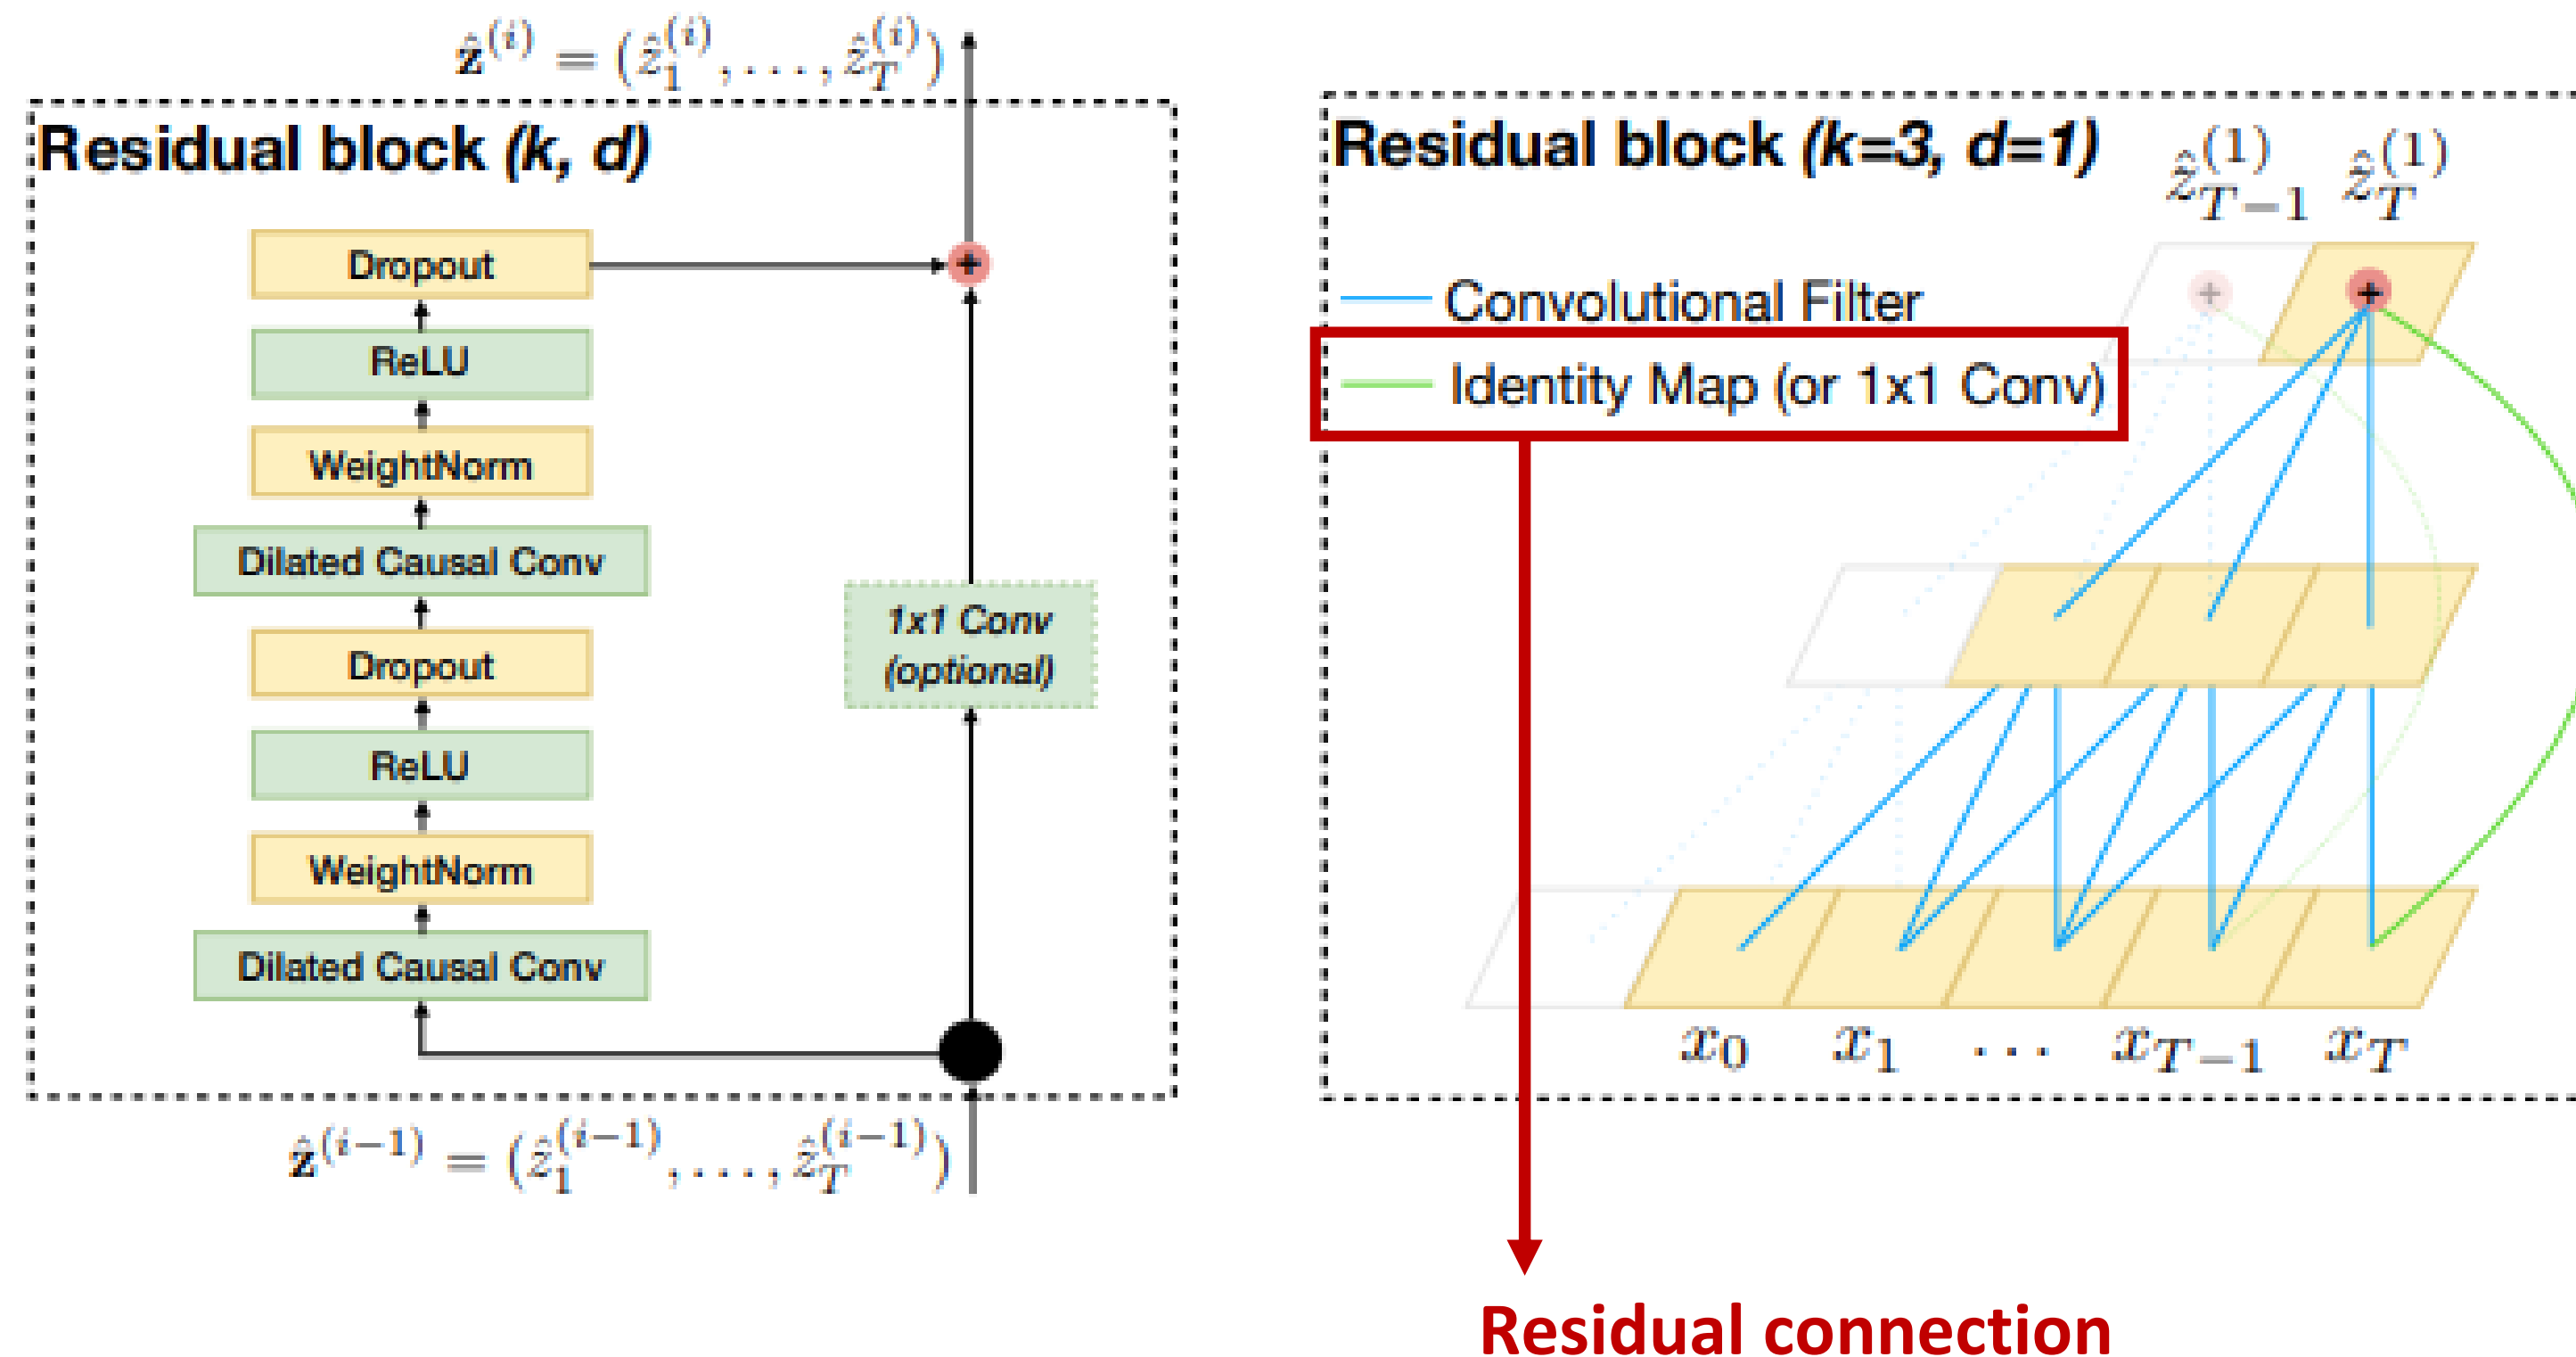 ẑ^(i) = (ẑ_1^(i), . . . , ẑ_T^(i))
Residual block (k, d)
Dropout
+
ReLU
WeightNorm
Dilated Causal Conv
1x1 Conv
(optional)
Dropout
ReLU
WeightNorm
Dilated Causal Conv
ẑ^(i−1) = (ẑ_1^(i−1), . . . , ẑ_T^(i−1))
Residual block (k=3, d=1)
ẑ_{T−1}^(1) ẑ_T^(1)
+ +
Convolutional Filter
Identity Map (or 1x1 Conv)
x_0 x_1 . . . x_{T−1} x_T
Residual connection